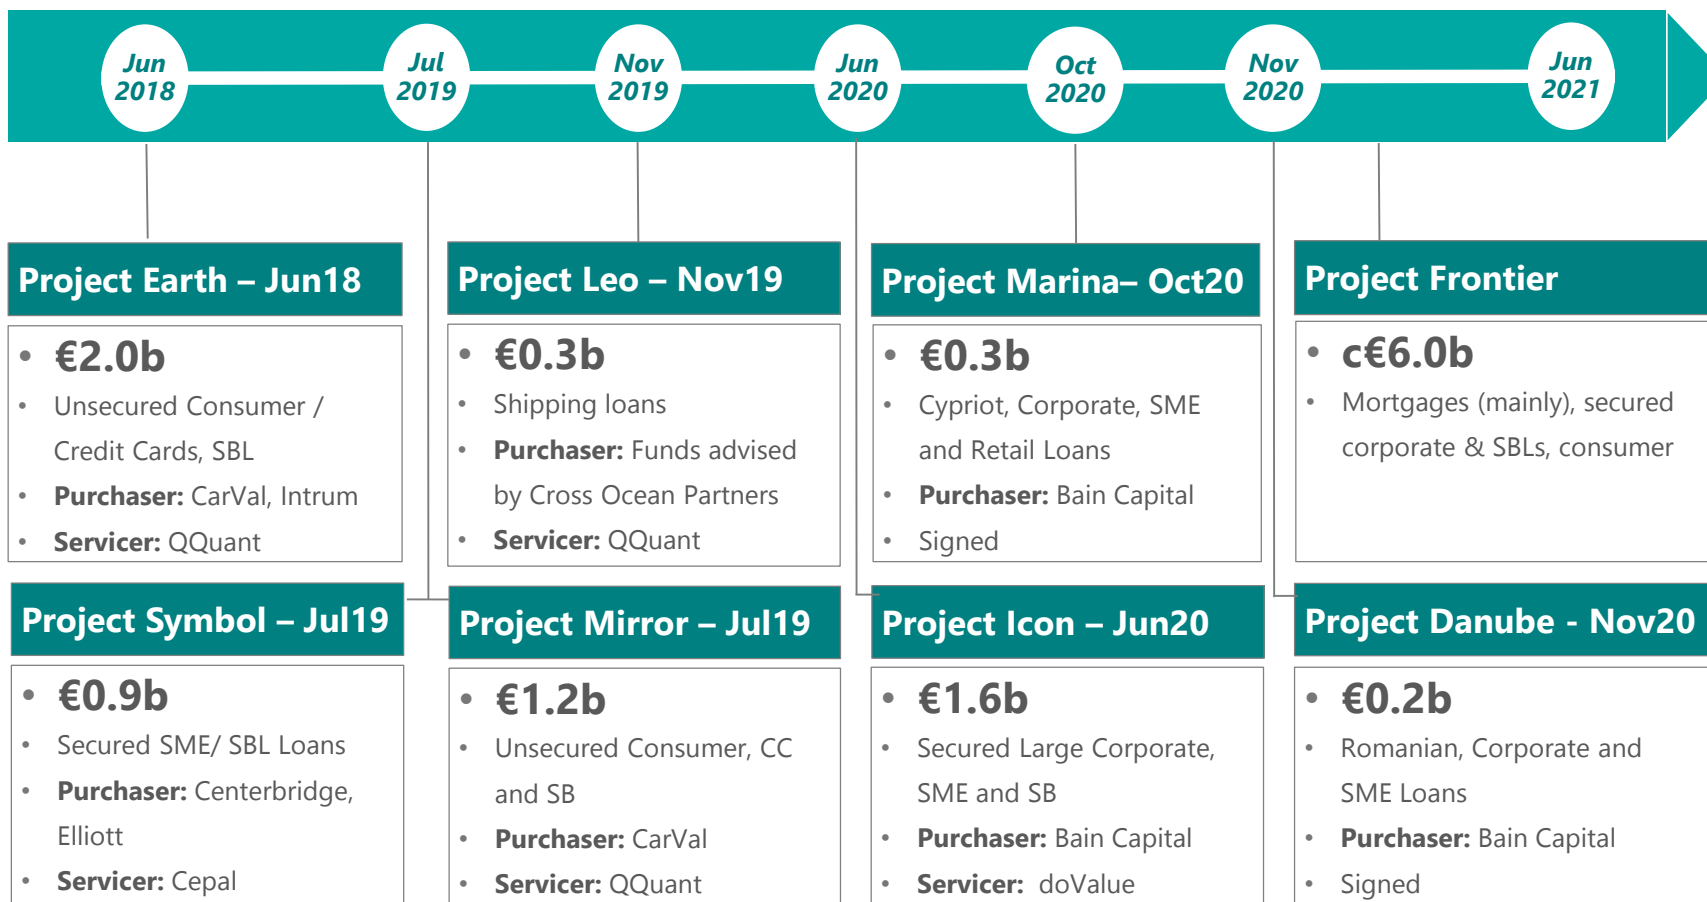 Jun
2018
Jul
2019
Nov
2019
Jun
2020
Oct
2020
Nov
2020
Jun
2021
Project Earth – Jun18
• €2.0b
• Unsecured Consumer /
Credit Cards, SBL
• Purchaser: CarVal, Intrum
• Servicer: QQuant
Project Leo – Nov19
• €0.3b
• Shipping loans
• Purchaser: Funds advised
by Cross Ocean Partners
• Servicer: QQuant
Project Marina– Oct20
• €0.3b
• Cypriot, Corporate, SME
and Retail Loans
• Purchaser: Bain Capital
• Signed
Project Frontier
• c€6.0b
• Mortgages (mainly), secured
corporate & SBLs, consumer
Project Symbol – Jul19
• €0.9b
• Secured SME/ SBL Loans
• Purchaser: Centerbridge,
Elliott
• Servicer: Cepal
Project Mirror – Jul19
• €1.2b
• Unsecured Consumer, CC
and SB
• Purchaser: CarVal
• Servicer: QQuant
Project Icon – Jun20
• €1.6b
• Secured Large Corporate,
SME and SB
• Purchaser: Bain Capital
• Servicer: doValue
Project Danube - Nov20
• €0.2b
• Romanian, Corporate and
SME Loans
• Purchaser: Bain Capital
• Signed